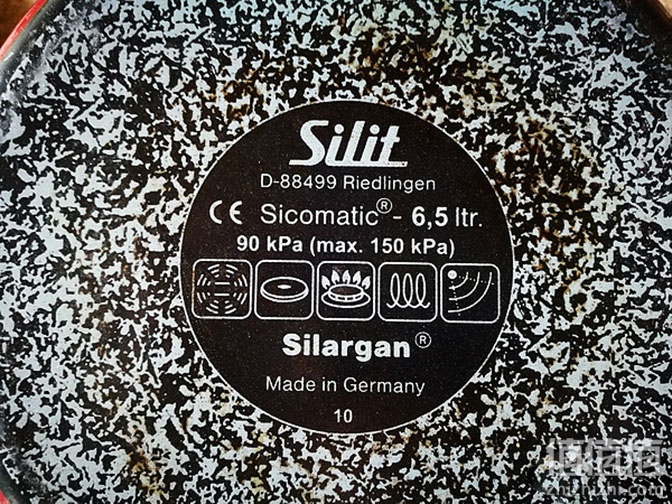 Silit
D-88499 Riedlingen
CE Sicomatic®- 6,5 ltr.
90 kPa (max. 150 kPa)
Silargan®
Made in Germany
10